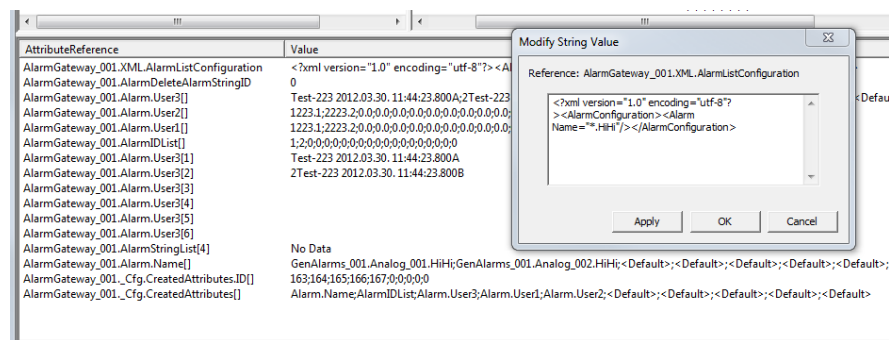 AttributeReference Value
AlarmGateway_001.XML.AlarmListConfiguration <?xml version="1.0" encoding="utf-8"?><Al
AlarmGateway_001.AlarmDeleteAlarmStringID 0
AlarmGateway_001.Alarm.User3[] Test-223 2012.03.30. 11:44:23.800A;2Test-223 <Defau
AlarmGateway_001.Alarm.User2[] 1223.1;2223.2;0.0;0.0;0.0;0.0;0.0;0.0;0.0;0.0;0.0;
AlarmGateway_001.Alarm.User1[] 1223.1;2223.2;0.0;0.0;0.0;0.0;0.0;0.0;0.0;0.0;0.0;
AlarmGateway_001.AlarmIDList[] 1;2;0;0;0;0;0;0;0;0;0;0;0;0;0;0;0;0;0;0
AlarmGateway_001.Alarm.User3[1] Test-223 2012.03.30. 11:44:23.800A
AlarmGateway_001.Alarm.User3[2] 2Test-223 2012.03.30. 11:44:23.800B
AlarmGateway_001.Alarm.User3[3]
AlarmGateway_001.Alarm.User3[4]
AlarmGateway_001.Alarm.User3[5]
AlarmGateway_001.Alarm.User3[6]
AlarmGateway_001.AlarmStringList[4] No Data
AlarmGateway_001.Alarm.Name[] GenAlarms_001.Analog_001.HiHi;GenAlarms_001.Analog_002.HiHi;<Default>;<Default>;<Default>;<Default>;<Default>;
AlarmGateway_001._Cfg.CreatedAttributes.ID[] 163;164;165;166;167;0;0;0;0;0
AlarmGateway_001._Cfg.CreatedAttributes[] Alarm.Name;AlarmIDList;Alarm.User3;Alarm.User1;Alarm.User2;<Default>;<Default>;<Default>;<Default>;<Default>
Modify String Value
Reference: AlarmGateway_001.XML.AlarmListConfiguration
<?xml version="1.0" encoding="utf-8"?
><AlarmConfiguration><Alarm
Name="*.HiHi"/></AlarmConfiguration>
Apply OK Cancel